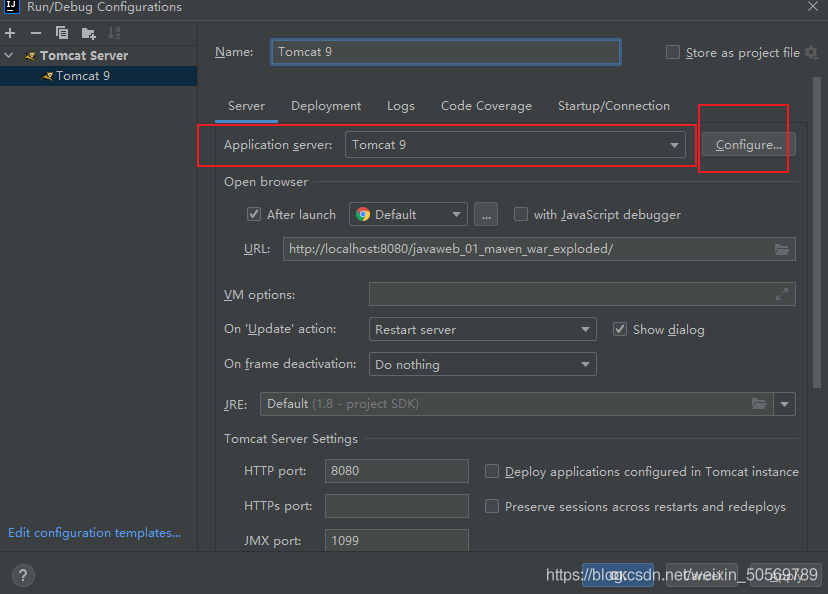 Run/Debug Configurations
Tomcat Server
Tomcat 9
Name: Tomcat 9
Store as project file
Server Deployment Logs Code Coverage Startup/Connection
Application server: Tomcat 9 Configure...
Open browser
After launch Default ... with JavaScript debugger
URL: http://localhost:8080/javaweb_01_maven_war_exploded/
VM options:
On 'Update' action: Restart server Show dialog
On frame deactivation: Do nothing
JRE: Default (1.8 - project SDK)
Tomcat Server Settings
HTTP port: 8080 Deploy applications configured in Tomcat instance
HTTPs port: Preserve sessions across restarts and redeploys
JMX port: 1099
Edit configuration templates...
? OK Cancel Apply
https://blog.csdn.net/weixin_50569789